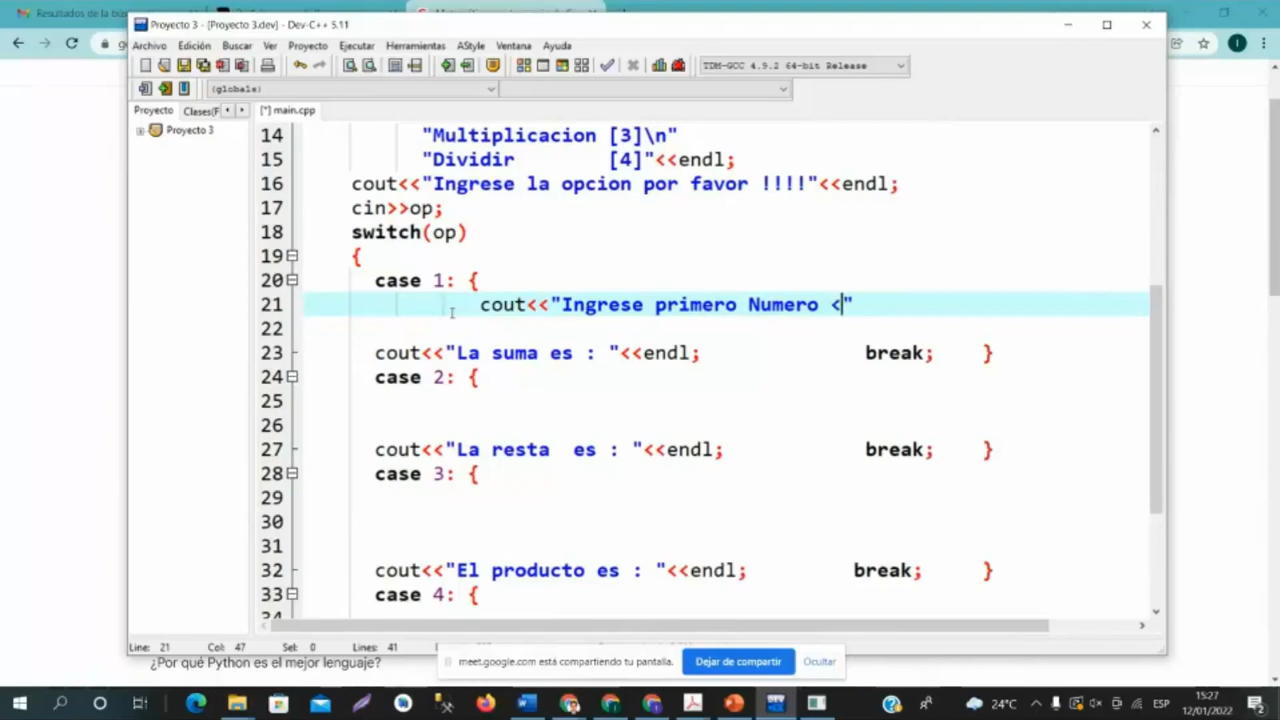 Resultados de la bús
Proyecto 3 - [Proyecto 3.dev] - Dev-C++ 5.11
Archivo Edición Buscar Ver Proyecto Ejecutar Herramientas AStyle Ventana Ayuda
TDM-GCC 4.9.2 64-bit Release
(globals)
Proyecto Clases(F [*] main.cpp
Proyecto 3
14 "Multiplicacion [3]\n"
15 "Dividir [4]"<<endl;
16 cout<<"Ingrese la opcion por favor !!!!"<<endl;
17 cin>>op;
18 switch(op)
19 {
20 case 1: {
21 cout<<"Ingrese primero Numero <"
22
23 cout<<"La suma es : "<<endl; break; }
24 case 2: {
25
26
27 cout<<"La resta es : "<<endl; break; }
28 case 3: {
29
30
31
32 cout<<"El producto es : "<<endl; break; }
33 case 4: {
34
Line: 21 Col: 47 Sel: 0 Lines: 41
¿Por qué Python es el mejor lenguaje?
meet.google.com está compartiendo tu pantalla. Dejar de compartir Ocultar
24°C ESP 15:27
12/01/2022